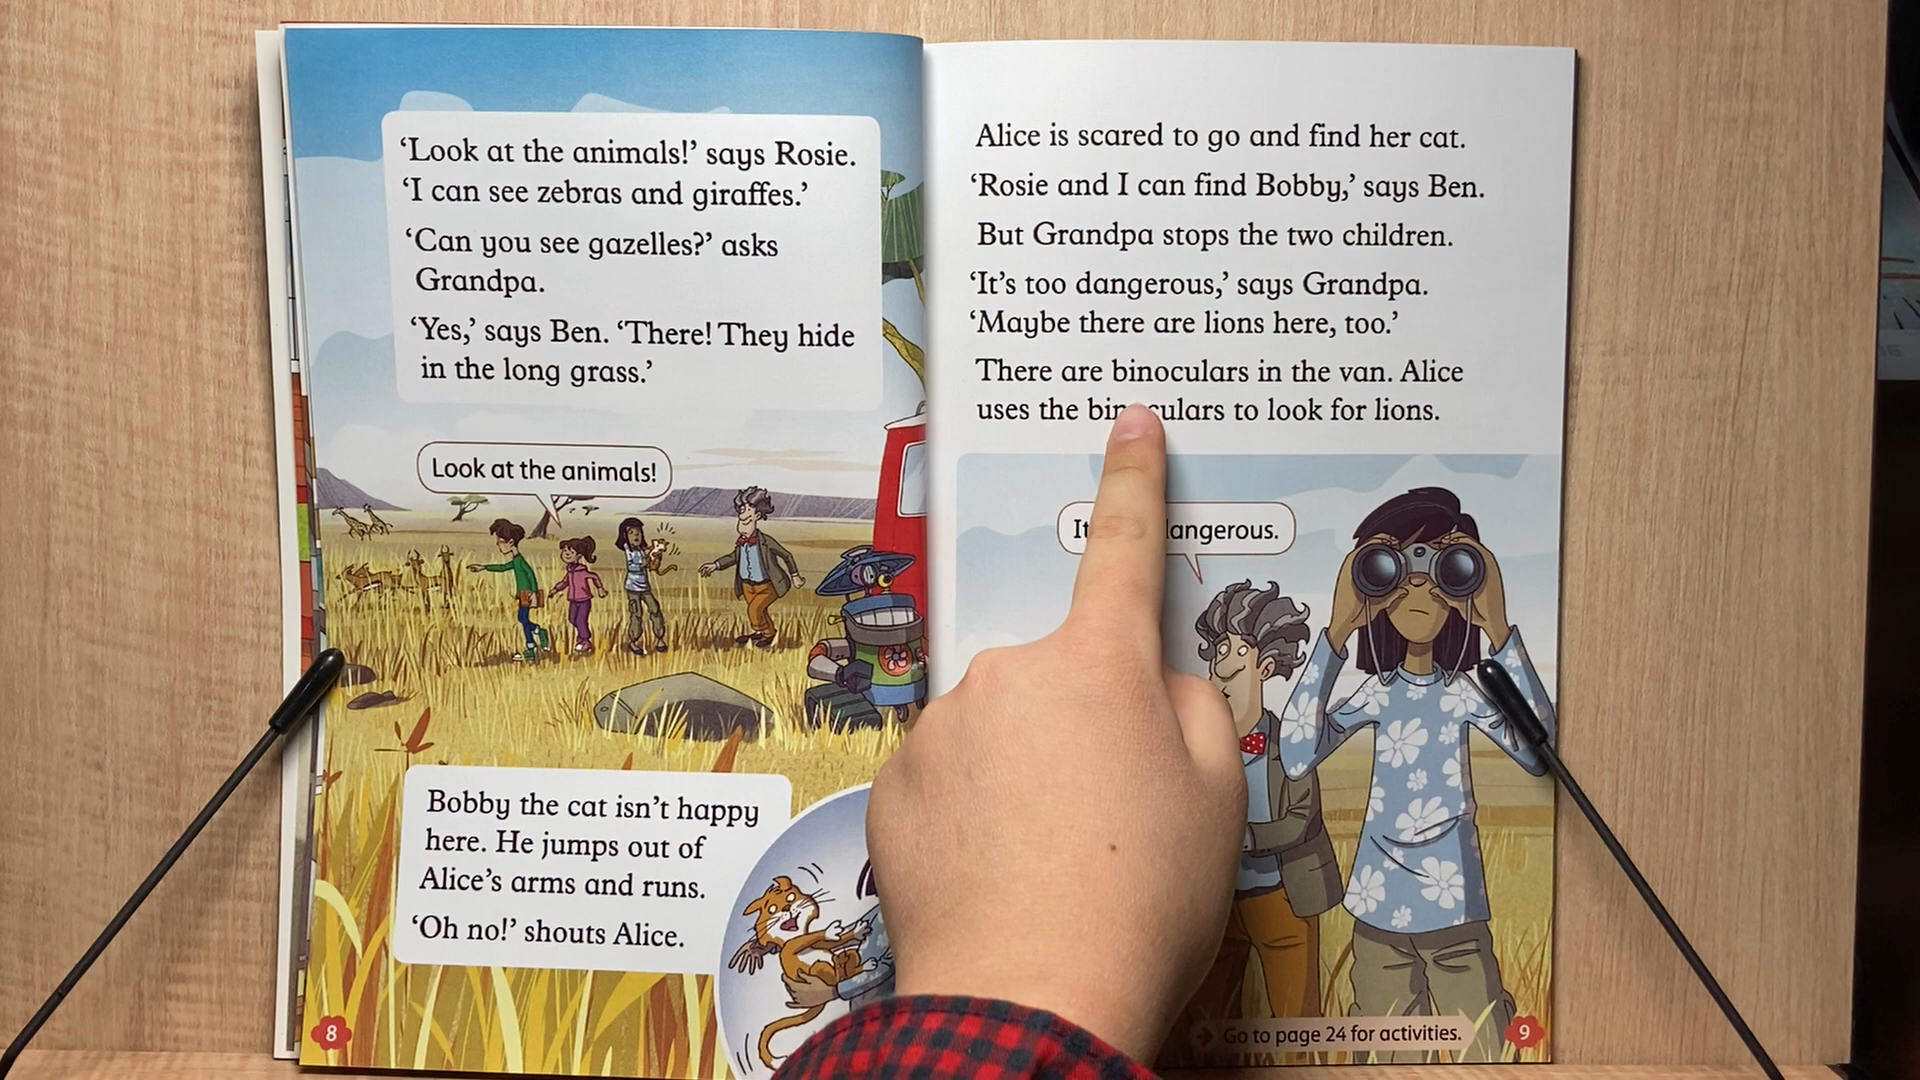 ‘Look at the animals!’ says Rosie.
‘I can see zebras and giraffes.’
‘Can you see gazelles?’ asks
Grandpa.
‘Yes,’ says Ben. ‘There! They hide
in the long grass.’
Look at the animals!
Bobby the cat isn’t happy
here. He jumps out of
Alice’s arms and runs.
‘Oh no!’ shouts Alice.
8
Alice is scared to go and find her cat.
‘Rosie and I can find Bobby,’ says Ben.
But Grandpa stops the two children.
‘It’s too dangerous,’ says Grandpa.
‘Maybe there are lions here, too.’
There are binoculars in the van. Alice
uses the binoculars to look for lions.
dangerous.
Go to page 24 for activities.
9